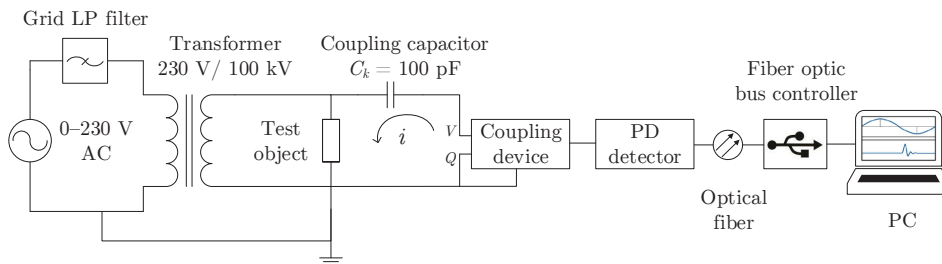 Grid LP filter
Transformer
230 V/ 100 kV
Coupling capacitor
C_k = 100 pF
0–230 V
AC
Test
object
i
V
Q
Coupling
device
PD
detector
Optical
fiber
Fiber optic
bus controller
PC